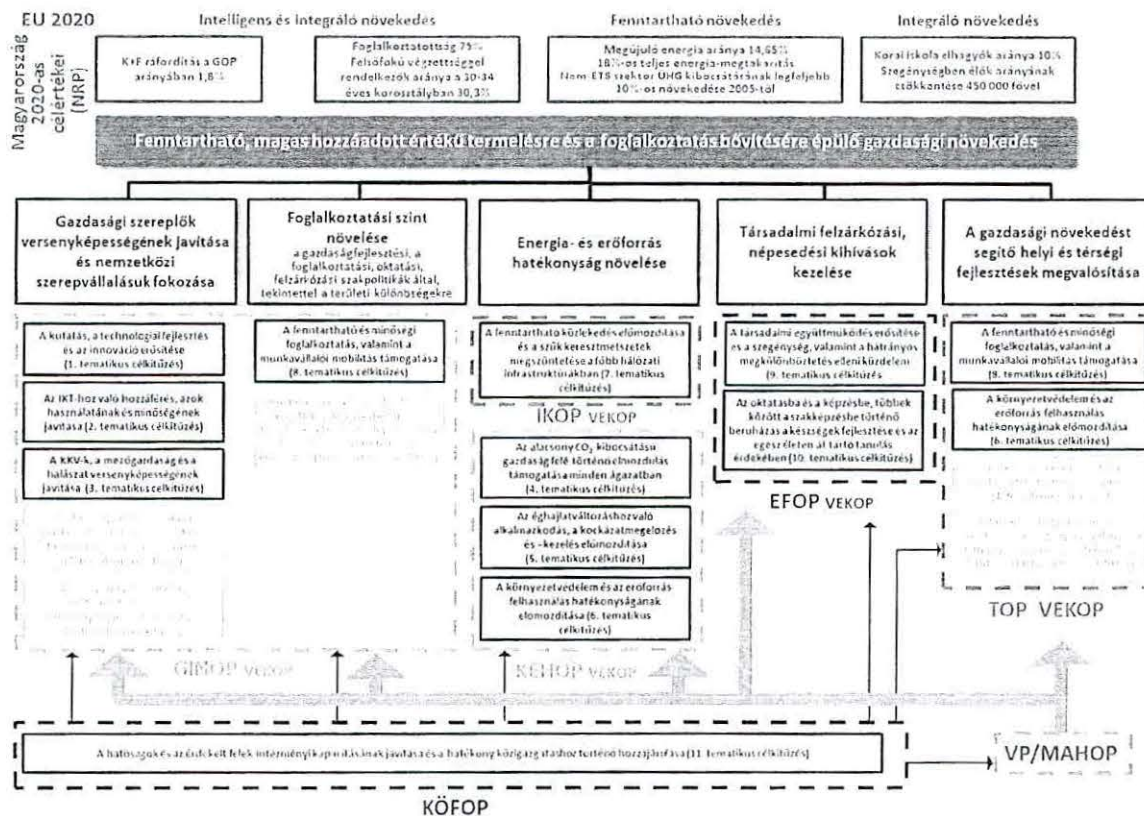 EU 2020
Intelligens és integráló növekedés
Fenntartható növekedés
Integráló növekedés
Magyarország
2020-as
célértékei
(NRP)
K+F ráfordítás a GDP
arányában 1,8%
Foglalkoztatottság 75%
Felsőfokú végzettséggel
rendelkezők aránya a 30-34
éves korosztályban 30,3%
Megújuló energia aránya 14,65%
18%-os teljes energia-megtakarítás
Nem ETS szektor ÜHG kibocsátásának legfeljebb
10%-os növekedése 2005-től
Korai iskola elhagyók aránya 10%
Szegénységben élők arányának
csökkentése 450 000 fővel
Fenntartható, magas hozzáadott értékű termelésre és a foglalkoztatás bővítésére épülő gazdasági növekedés
Gazdasági szereplők
versenyképességének javítása
és nemzetközi
szerepvállalásuk fokozása
Foglalkoztatási szint
növelése
a gazdaságfejlesztési, a
foglalkoztatási, oktatási,
felzárkózási szakpolitikák által,
tekintettel a területi különbségekre
Energia- és erőforrás
hatékonyság növelése
Társadalmi felzárkózási,
népesedési kihívások
kezelése
A gazdasági növekedést
segítő helyi és térségi
fejlesztések megvalósítása
A kutatás, a technológiai fejlesztés
és az innováció erősítése
(1. tematikus célkitűzés)
Az IKT-hoz való hozzáférés, azok
használatának és minőségének
javítása (2. tematikus célkitűzés)
A KKV-k, a mezőgazdaság és a
halászat versenyképességének
javítása (3. tematikus célkitűzés)
A fenntartható és minőségi
foglalkoztatás, valamint a
munkavállalói mobilitás támogatása
(8. tematikus célkitűzés)
GINOP VEKOP
A fenntartható közlekedés előmozdítása
és a szűk keresztmetszetek
megszüntetése a főbb hálózati
infrastruktúrákban (7. tematikus
célkitűzés)
IKOP VEKOP
Az alacsony CO₂ kibocsátású
gazdaság felé történő elmozdulás
támogatása minden ágazatban
(4. tematikus célkitűzés)
Az éghajlatváltozáshoz való
alkalmazkodás, a kockázatmegelőzés
és -kezelés előmozdítása
(5. tematikus célkitűzés)
A környezetvédelem és az erőforrás
felhasználás hatékonyságának
előmozdítása (6. tematikus
célkitűzés)
KEHOP VEKOP
A társadalmi együttműködés erősítése
és a szegénység, valamint a hátrányos
megkülönböztetés elleni küzdelem
(9. tematikus célkitűzés
Az oktatásba és a képzésbe, többek
között a szakképzésbe történő
beruházás a készségek fejlesztése és az
egész életen át tartó tanulás
érdekében (10. tematikus célkitűzés)
EFOP VEKOP
A fenntartható és minőségi
foglalkoztatás, valamint a
munkavállalói mobilitás támogatása
(8. tematikus célkitűzés)
A környezetvédelem és az
erőforrás felhasználás
hatékonyságának előmozdítása
(6. tematikus célkitűzés)
TOP VEKOP
A hatóságok és az érdekelt felek intézményi kapacitásának javítása és a hatékony közigazgatáshoz történő hozzájárulás (11. tematikus célkitűzés)
KÖFOP
VP/MAHOP